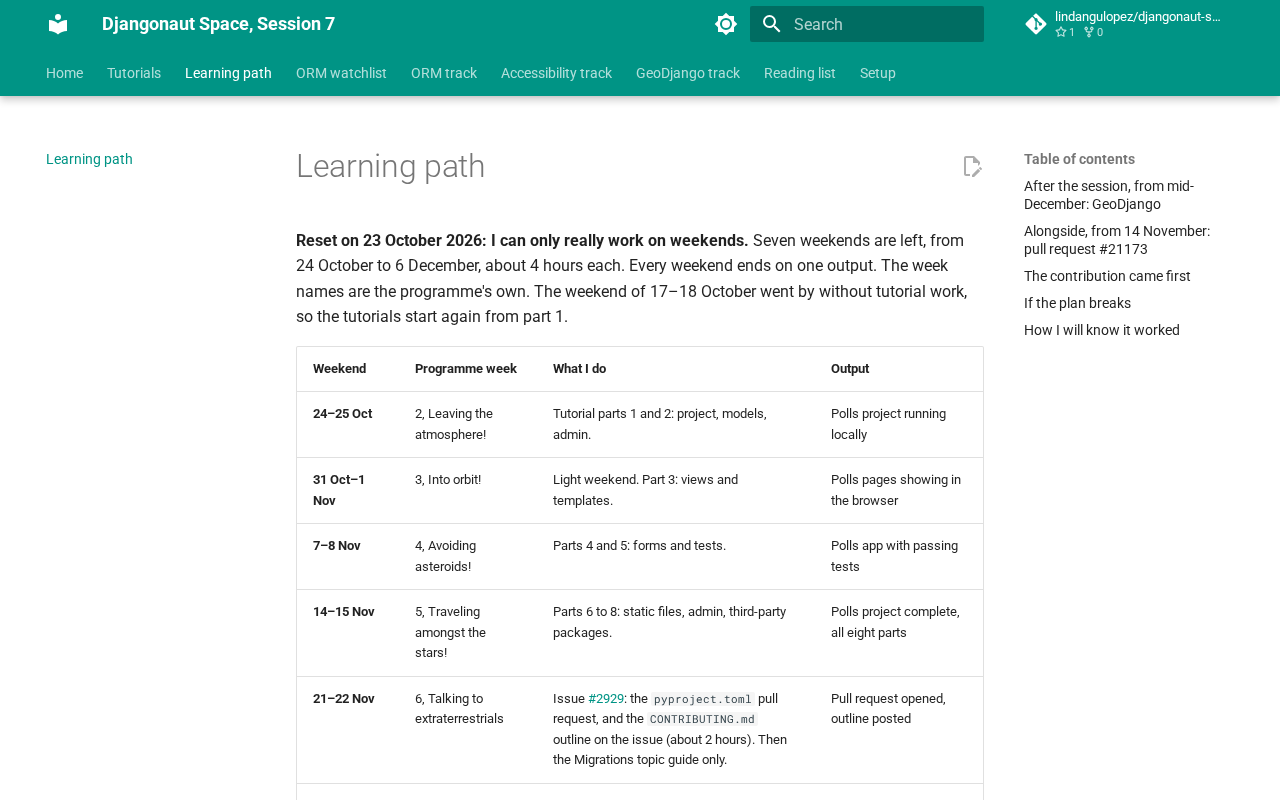 Djangonaut Space, Session 7
Search
lindangulopez/djangonaut-s…
1 0
Home Tutorials Learning path ORM watchlist ORM track Accessibility track GeoDjango track Reading list Setup
Learning path
Learning path
Reset on 23 October 2026: I can only really work on weekends. Seven weekends are left, from
24 October to 6 December, about 4 hours each. Every weekend ends on one output. The week
names are the programme's own. The weekend of 17–18 October went by without tutorial work,
so the tutorials start again from part 1.
Weekend Programme week What I do Output
24–25 Oct 2, Leaving the Tutorial parts 1 and 2: project, models, Polls project running
atmosphere! admin. locally
31 Oct–1 3, Into orbit! Light weekend. Part 3: views and Polls pages showing in
Nov templates. the browser
7–8 Nov 4, Avoiding Parts 4 and 5: forms and tests. Polls app with passing
asteroids! tests
14–15 Nov 5, Traveling Parts 6 to 8: static files, admin, third-party Polls project complete,
amongst the packages. all eight parts
stars!
21–22 Nov 6, Talking to Issue #2929: the pyproject.toml pull Pull request opened,
extraterrestrials request, and the CONTRIBUTING.md outline posted
outline on the issue (about 2 hours). Then
the Migrations topic guide only.
Table of contents
After the session, from mid-
December: GeoDjango
Alongside, from 14 November:
pull request #21173
The contribution came first
If the plan breaks
How I will know it worked